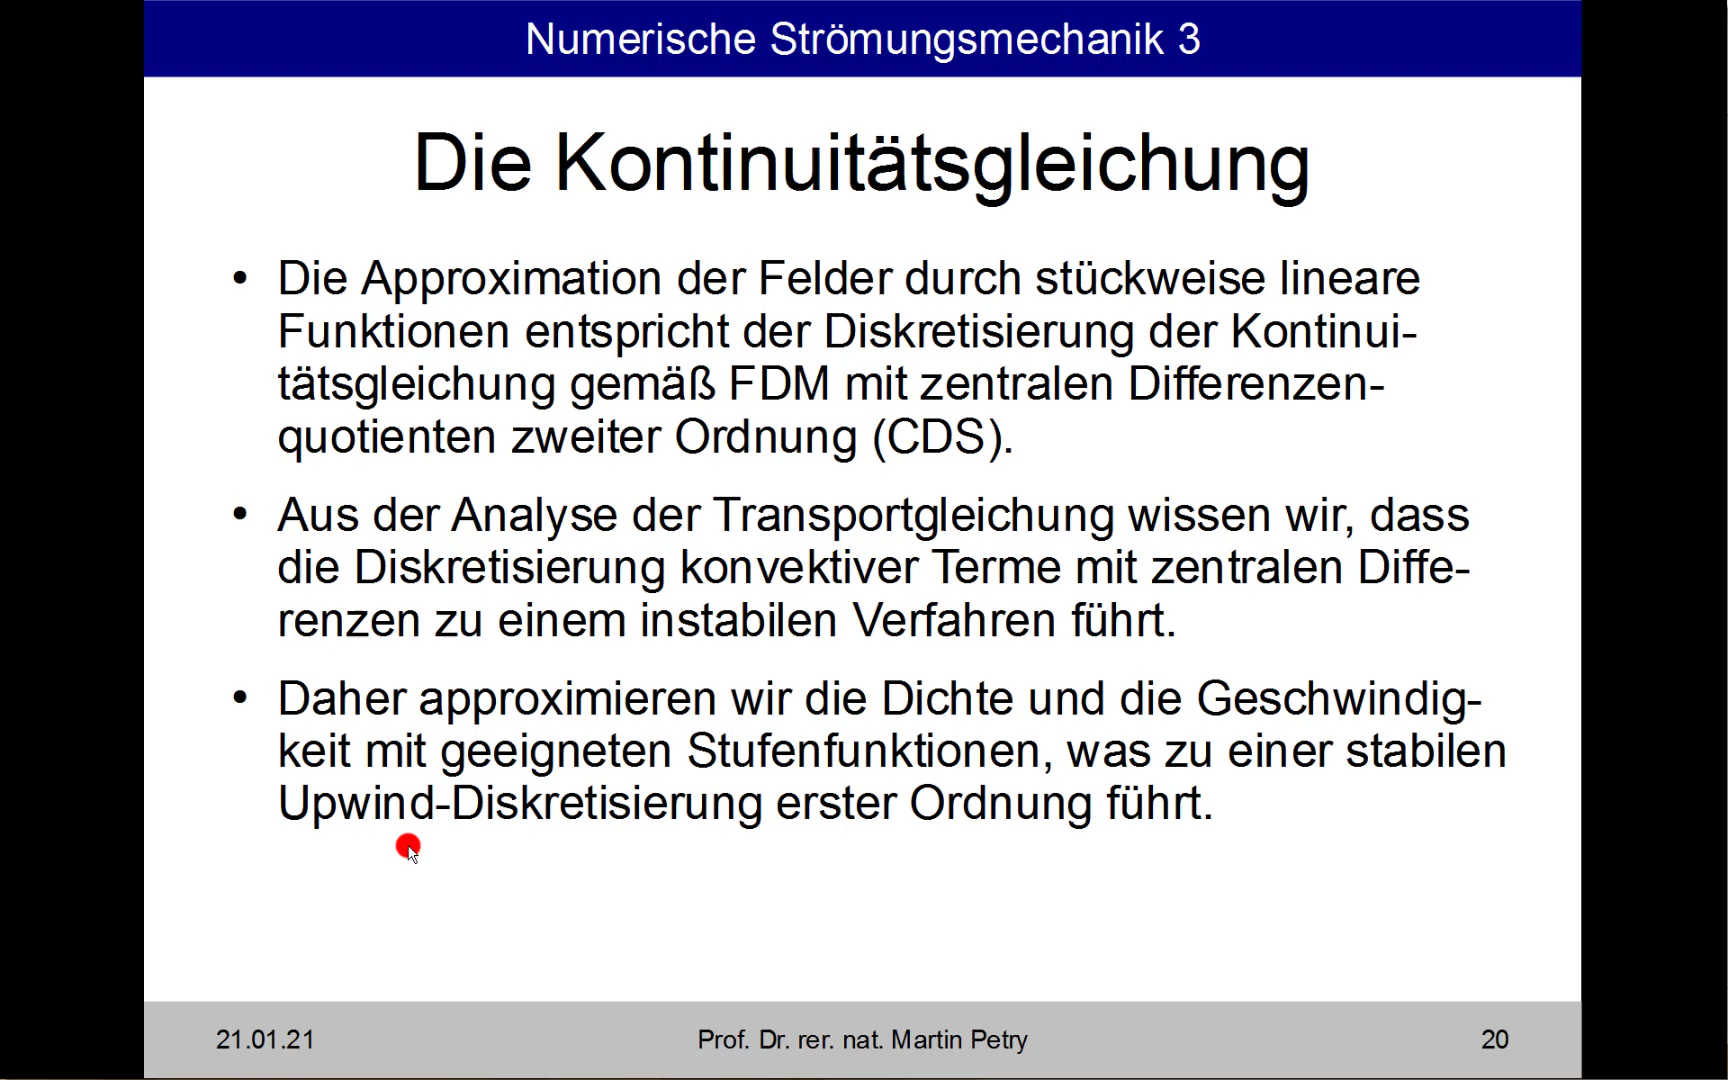 Numerische Strömungsmechanik 3
Die Kontinuitätsgleichung
• Die Approximation der Felder durch stückweise lineare
Funktionen entspricht der Diskretisierung der Kontinui-
tätsgleichung gemäß FDM mit zentralen Differenzen-
quotienten zweiter Ordnung (CDS).
• Aus der Analyse der Transportgleichung wissen wir, dass
die Diskretisierung konvektiver Terme mit zentralen Diffe-
renzen zu einem instabilen Verfahren führt.
• Daher approximieren wir die Dichte und die Geschwindig-
keit mit geeigneten Stufenfunktionen, was zu einer stabilen
Upwind-Diskretisierung erster Ordnung führt.
21.01.21 Prof. Dr. rer. nat. Martin Petry 20